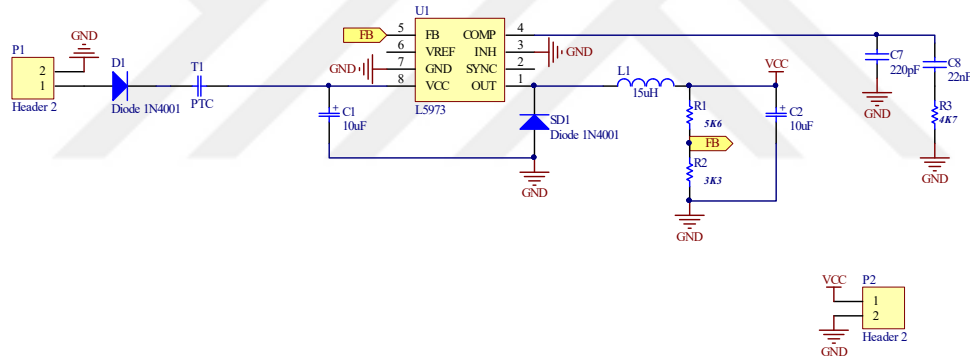 U1
FB 5 FB COMP 4
6 VREF INH 3 GND
GND 7 GND SYNC 2
8 VCC OUT 1
L5973
P1
GND
2
1
Header 2
D1
Diode 1N4001
T1
PTC
C1
10uF
SD1
Diode 1N4001
GND
L1
15uH
VCC
R1
5K6
FB
R2
3K3
GND
C2
10uF
C7
220pF
GND
C8
22nF
R3
4K7
GND
VCC
P2
1
2
GND
Header 2